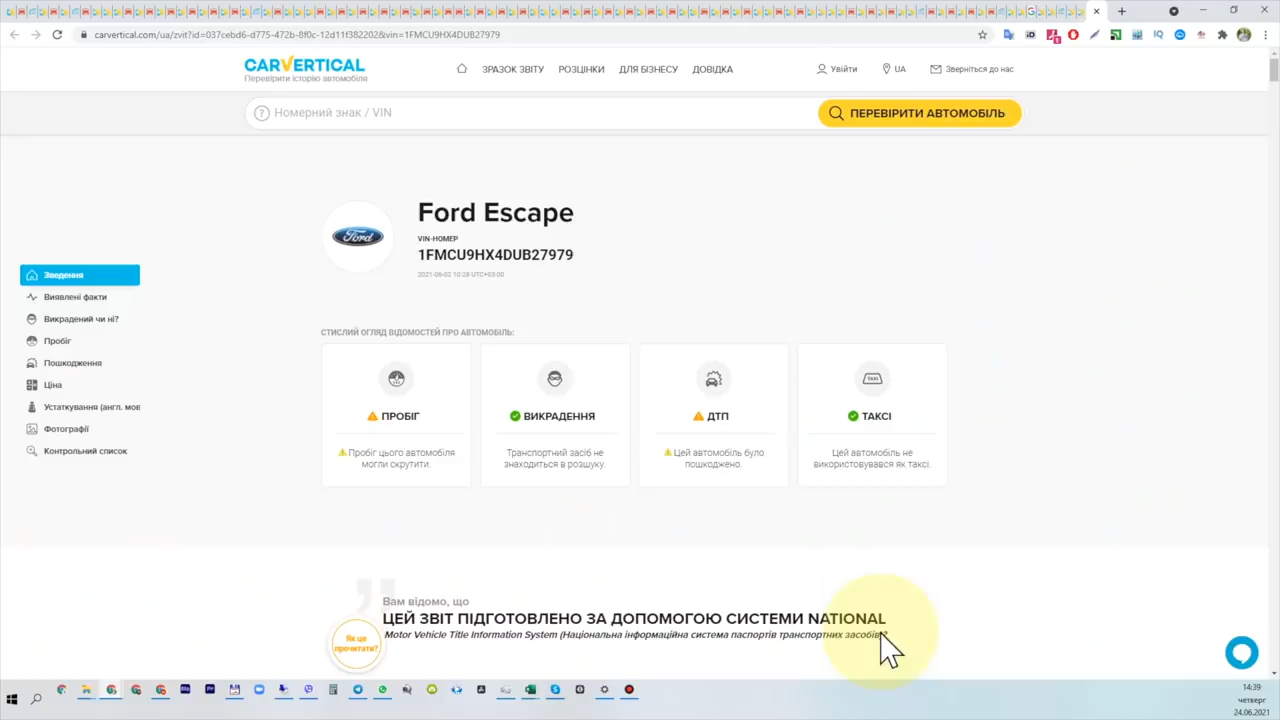 carvertical.com/ua/zvit?id=037cebd6-d775-472b-8f0c-12d11f382202&vin=1FMCU9HX4DUB27979
CARVERTICAL
Перевірити історію автомобіля
ЗРАЗОК ЗВІТУ
РОЗЦІНКИ
ДЛЯ БІЗНЕСУ
ДОВІДКА
Увійти
UA
Зверніться до нас
Номерний знак / VIN
ПЕРЕВІРИТИ АВТОМОБІЛЬ
Ford
Ford Escape
VIN-НОМЕР
1FMCU9HX4DUB27979
2021-06-02 10:28 UTC+03:00
Зведення
Виявлені факти
Викрадений чи ні?
Пробіг
Пошкодження
Ціна
Устаткування (англ. мов
Фотографії
Контрольний список
СТИСЛИЙ ОГЛЯД ВІДОМОСТЕЙ ПРО АВТОМОБІЛЬ:
ПРОБІГ
Пробіг цього автомобіля
могли скрутити.
ВИКРАДЕННЯ
Транспортний засіб не
знаходиться в розшуку.
ДТП
Цей автомобіль було
пошкоджено.
TAXI
ТАКСІ
Цей автомобіль не
використовувався як таксі.
Вам відомо, що
ЦЕЙ ЗВІТ ПІДГОТОВЛЕНО ЗА ДОПОМОГОЮ СИСТЕМИ NATIONAL
Motor Vehicle Title Information System (Національна інформаційна система паспортів транспортних засобів)?
Як це
прочитати?
14:39
четвер
24.06.2021